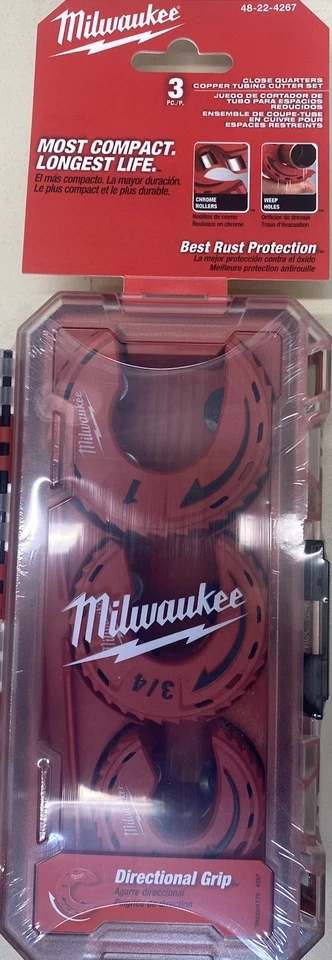 Milwaukee
48-22-4267
3
PC./P.
CLOSE QUARTERS
COPPER TUBING CUTTER SET
JUEGO DE CORTADOR DE
TUBO PARA ESPACIOS
REDUCIDOS
ENSEMBLE DE COUPE-TUBE
EN CUIVRE POUR
ESPACES RESTREINTS
MOST COMPACT.
LONGEST LIFE.™
El más compacto. La mayor duración.
Le plus compact et le plus durable.
CHROME
ROLLERS
Rodillos de cromo
Rouleaux en chrome
WEEP
HOLES
Orificios de drenaje
Trous d'évacuation
Best Rust Protection™
La mejor protección contra el óxido
Meilleure protection antirouille
Milwaukee
1
Milwaukee
3/4
Milwaukee
Directional Grip™
Agarre direccional
Poignée de direction
4267